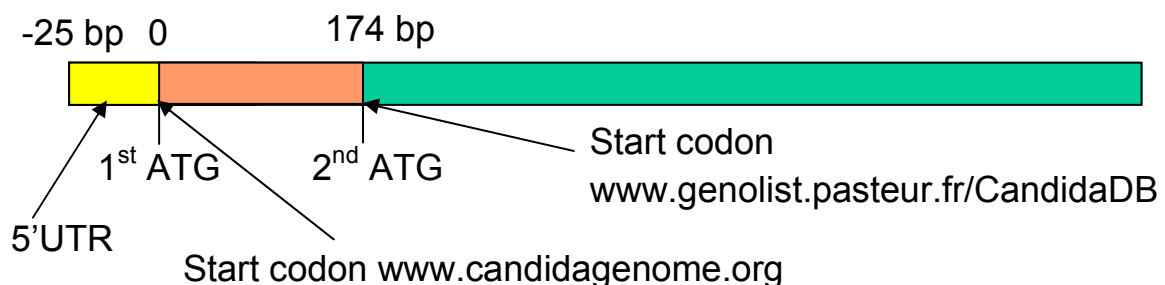 -25 bp 0 174 bp
1st ATG 2nd ATG
Start codon
www.genolist.pasteur.fr/CandidaDB
5'UTR
Start codon www.candidagenome.org